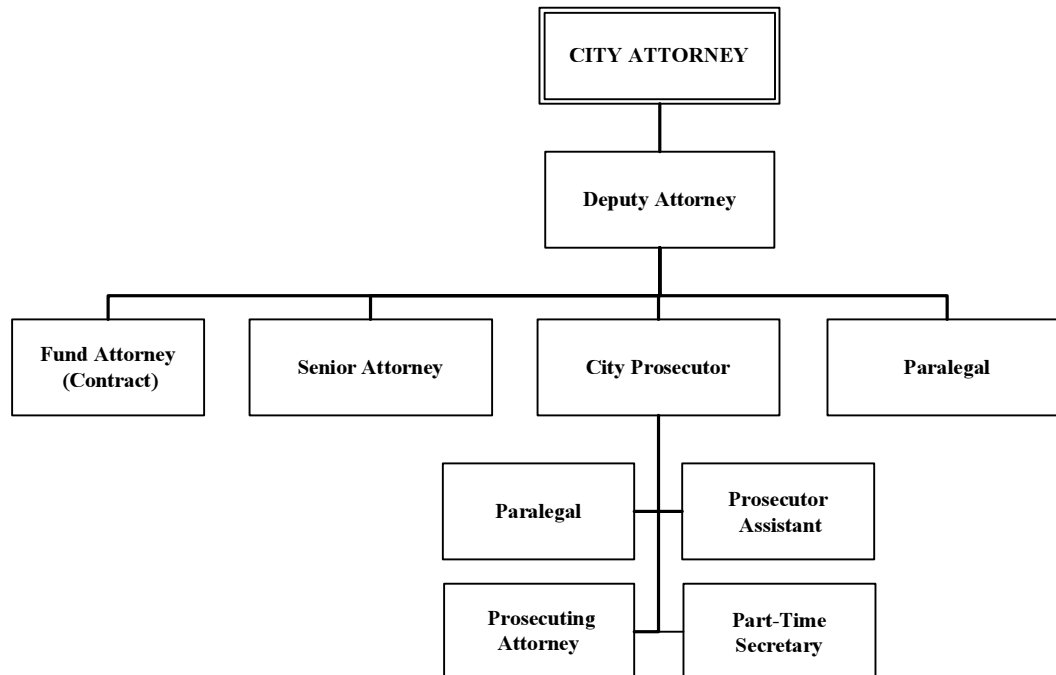 CITY ATTORNEY
Deputy Attorney
Fund Attorney
(Contract)
Senior Attorney
City Prosecutor
Paralegal
Paralegal
Prosecutor
Assistant
Prosecuting
Attorney
Part-Time
Secretary